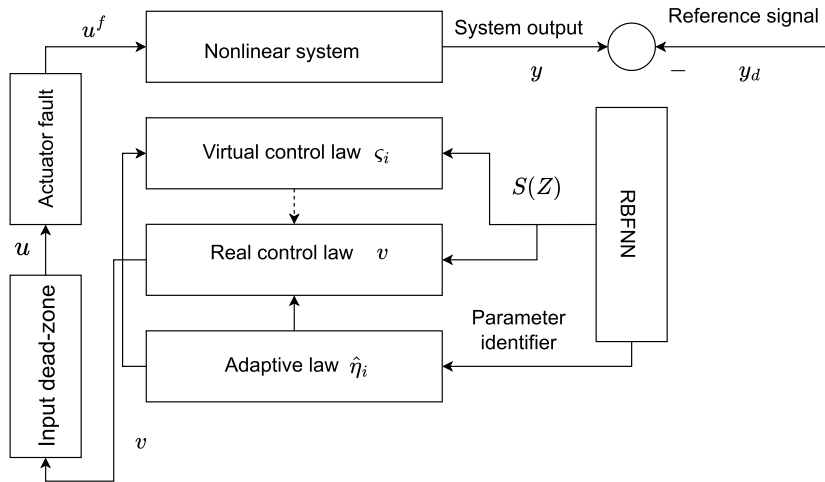 u^f
Nonlinear system
System output
y
Reference signal
−
y_d
Actuator fault
Virtual control law ς_i
S(Z)
RBFNN
u
Real control law v
Input dead-zone
Parameter
identifier
Adaptive law η̂_i
v